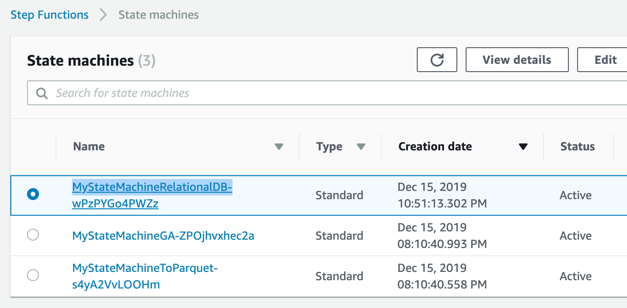 Step Functions > State machines
State machines (3)
View details
Edit
Search for state machines
Name Type Creation date Status
MyStateMachineRelationalDB-
wPzPYGo4PWZz
Standard
Dec 15, 2019
10:51:13.302 PM
Active
MyStateMachineGA-ZPOjhvxhec2a
Standard
Dec 15, 2019
08:10:40.993 PM
Active
MyStateMachineToParquet-
s4yA2VvLOOHm
Standard
Dec 15, 2019
08:10:40.558 PM
Active